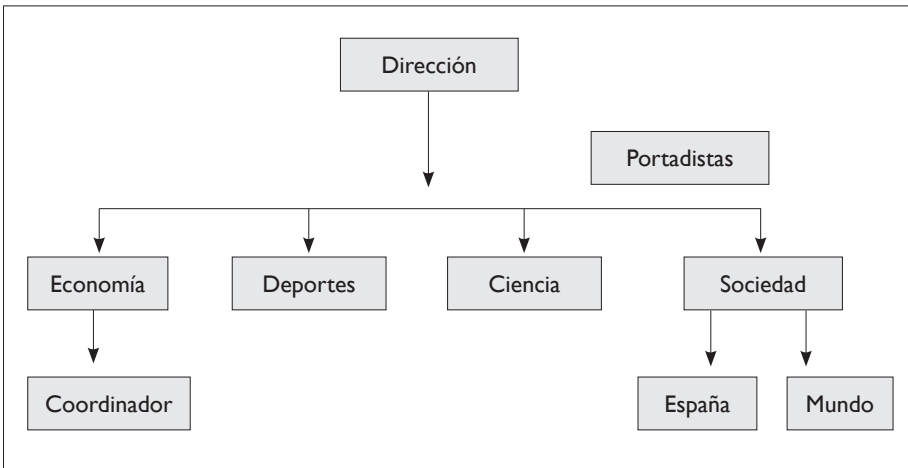 Dirección
Portadistas
Economía
Deportes
Ciencia
Sociedad
Coordinador
España
Mundo